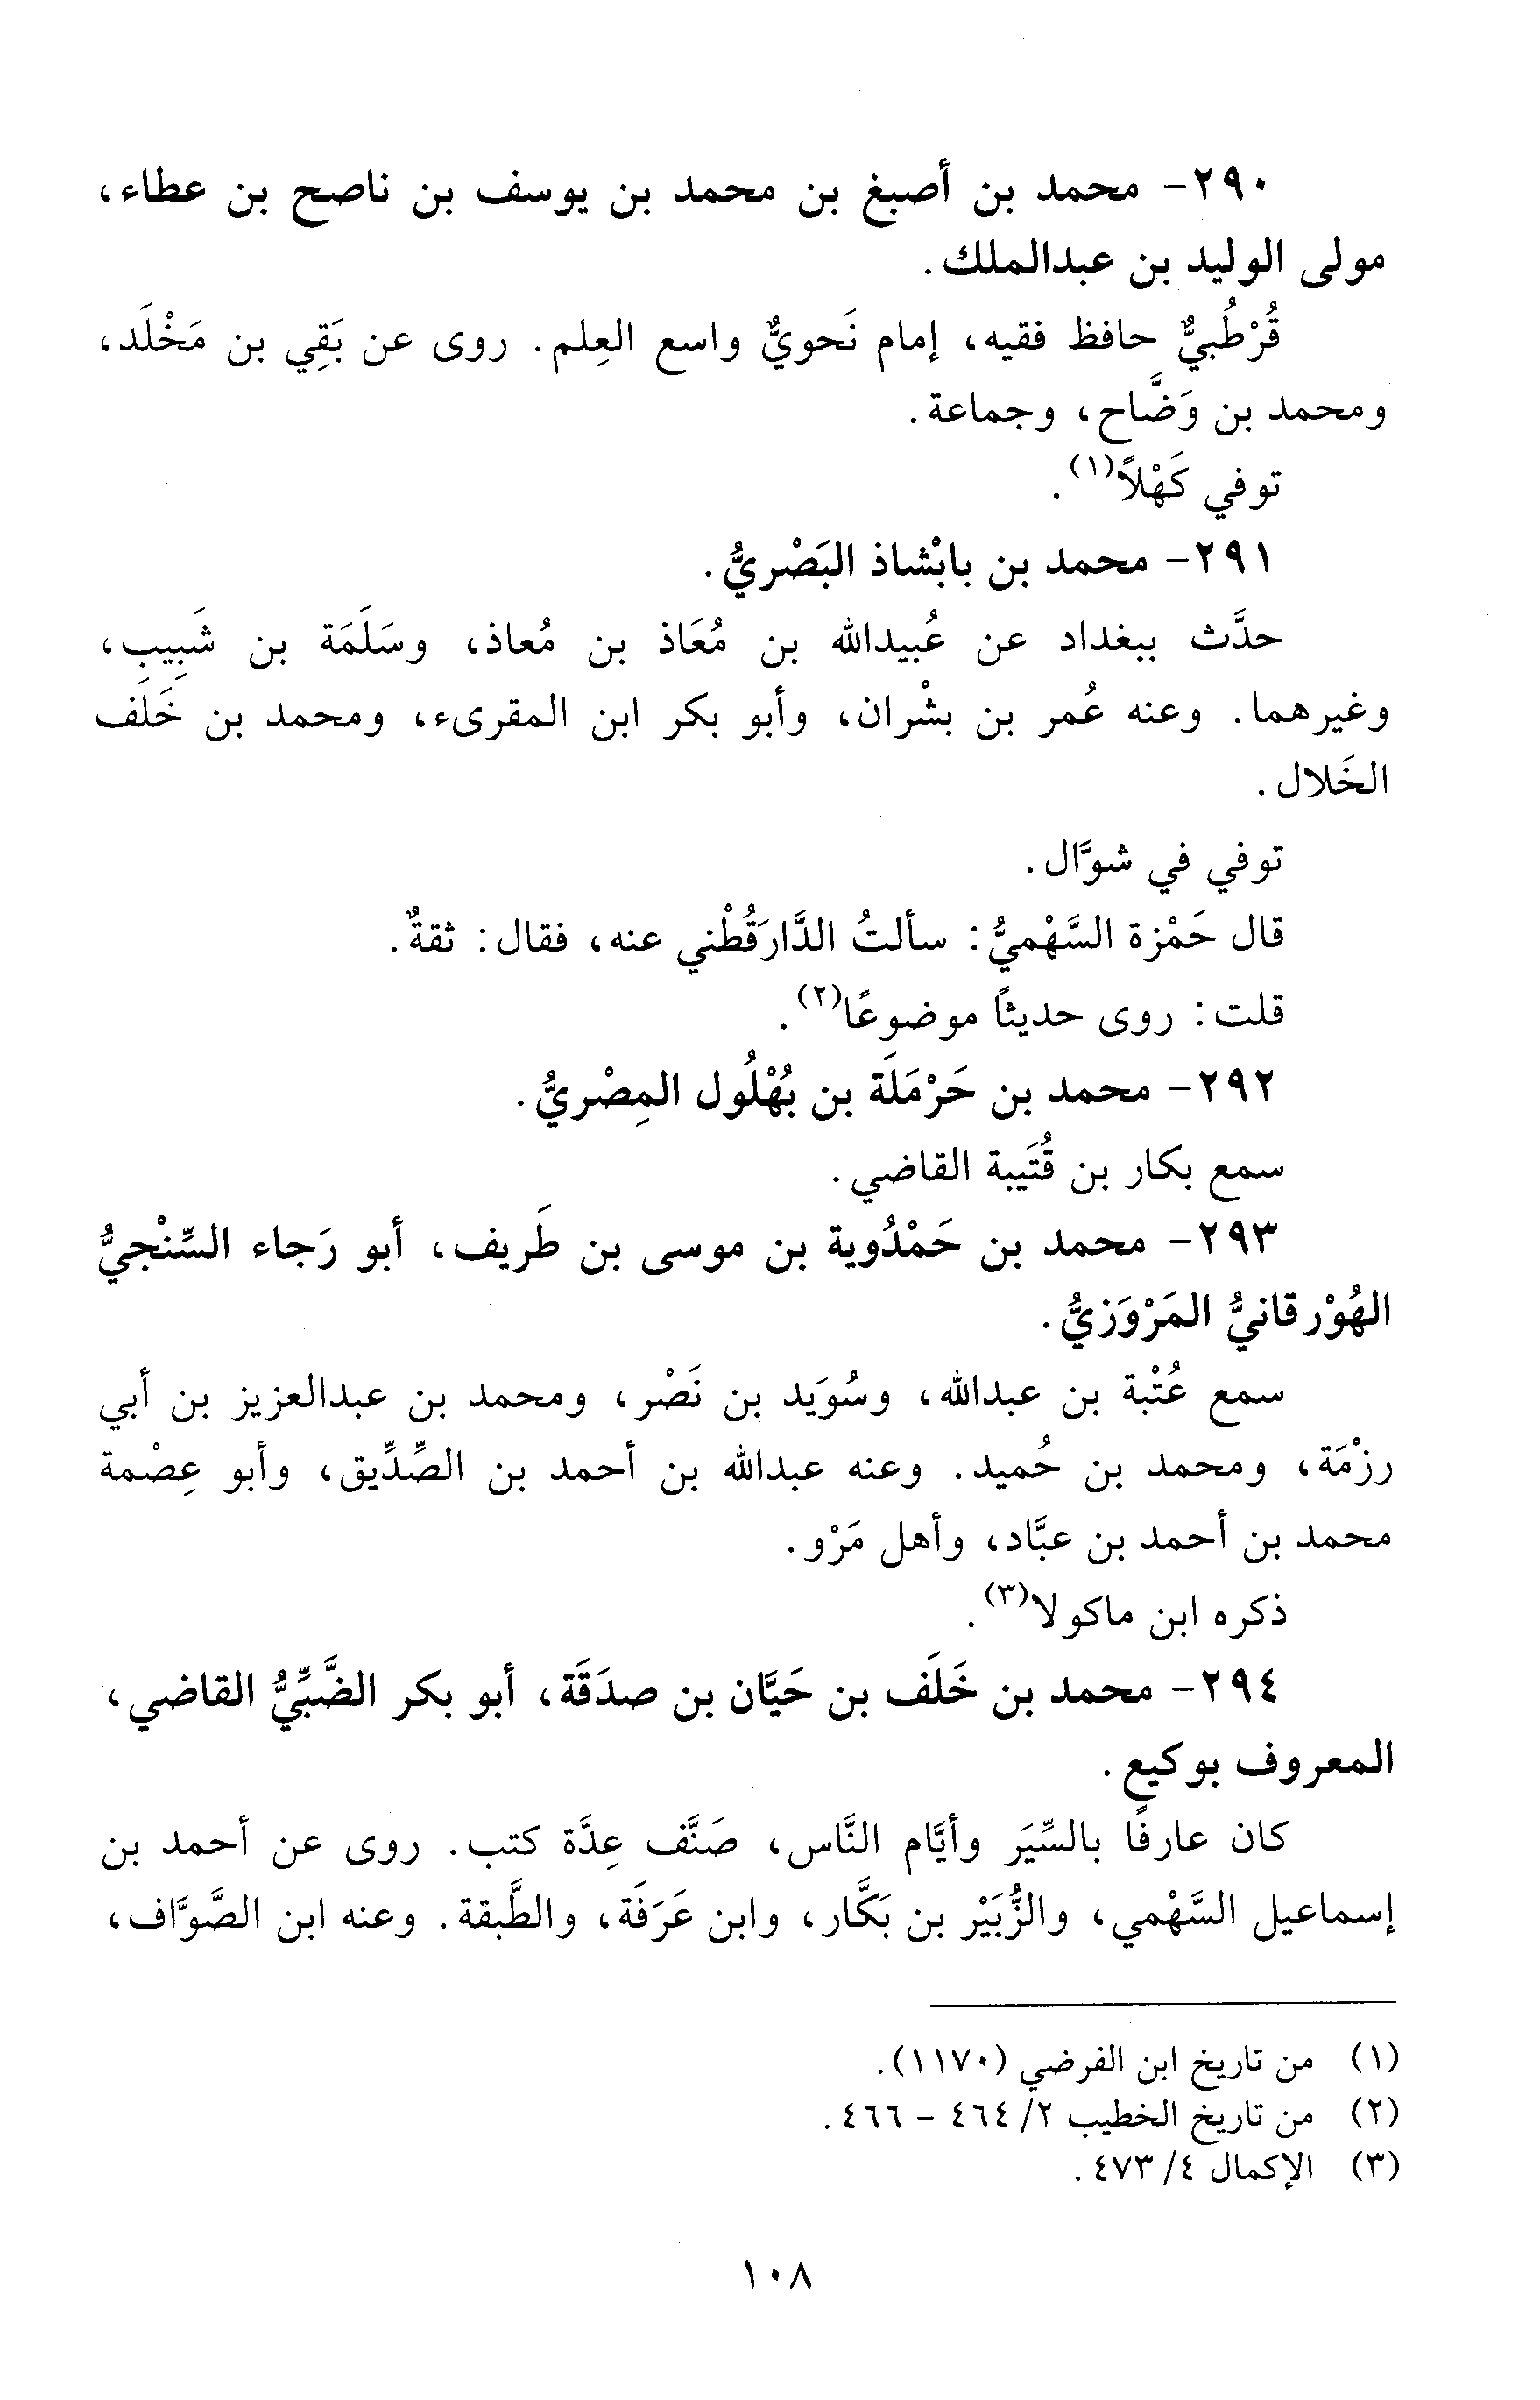 ٢٩٠- محمد بن أصبغ بن محمد بن يوسف بن ناصح بن عطاء،
مولى الوليد بن عبدالملك.
قُرْطُبيٌّ حافظ فقيه، إمام نَحويٌّ واسع العِلم. روى عن بَقِي بن مَخْلَد،
ومحمد بن وَضَّاح، وجماعة.
توفي كَهْلاً(١).
٢٩١- محمد بن بابْشاذ البَصْريُّ.
حدَّث ببغداد عن عُبيدالله بن مُعَاذ بن مُعاذ، وسَلَمَة بن شَبِيبِ،
وغيرهما. وعنه عُمر بن بشْران، وأبو بكر ابن المقرىء، ومحمد بن خَلَف
الخَلال.
توفي في شوَّال.
قال حَمْزة السَّهْميُّ: سألتُ الدَّارَقُطْني عنه، فقال: ثقةٌ.
قلت: روى حديثاً موضوعًا(٢).
٢٩٢- محمد بن حَرْمَلَة بن بُهْلُول المِصْريُّ.
سمع بكار بن قُتَيبة القاضي.
٢٩٣- محمد بن حَمْدُوية بن موسى بن طَريف، أبو رَجاء السِّنْجيُّ
الهُوْرقانيُّ المَرْوَزيُّ.
سمع عُتْبة بن عبدالله، وسُوَيد بن نَصْر، ومحمد بن عبدالعزيز بن أبي
رزْمَة، ومحمد بن حُميد. وعنه عبدالله بن أحمد بن الصِّدِّيق، وأبو عِصْمة
محمد بن أحمد بن عبَّاد، وأهل مَرْو.
ذكره ابن ماكولا(٣).
٢٩٤- محمد بن خَلَف بن حَيَّان بن صدَقَة، أبو بكر الضَّبِّيُّ القاضي،
المعروف بوكيع.
كان عارفًا بالسِّيَر وأيَّام النَّاس، صَنَّف عِدَّة كتب. روى عن أحمد بن
إسماعيل السَّهْمي، والزُّبَيْر بن بَكَّار، وابن عَرَفَة، والطَّبقة. وعنه ابن الصَّوَّاف،
(١) من تاريخ ابن الفرضي (١١٧٠).
(٢) من تاريخ الخطيب ٢/ ٤٦٤ - ٤٦٦.
(٣) الإكمال ٤/ ٤٧٣.
١٠٨